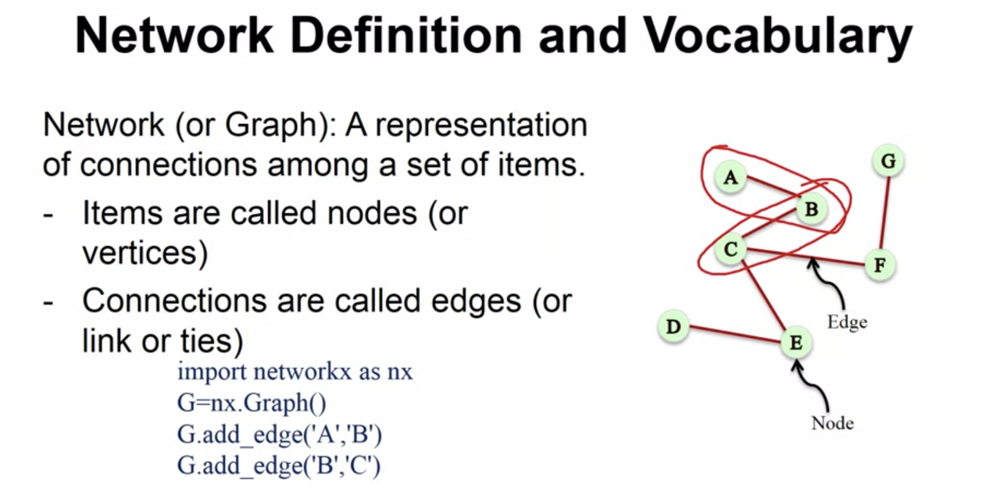 Network Definition and Vocabulary
Network (or Graph): A representation
of connections among a set of items.
- Items are called nodes (or
vertices)
- Connections are called edges (or
link or ties)
import networkx as nx
G=nx.Graph()
G.add_edge('A','B')
G.add_edge('B','C')
A
B
C
D
E
F
G
Edge
Node